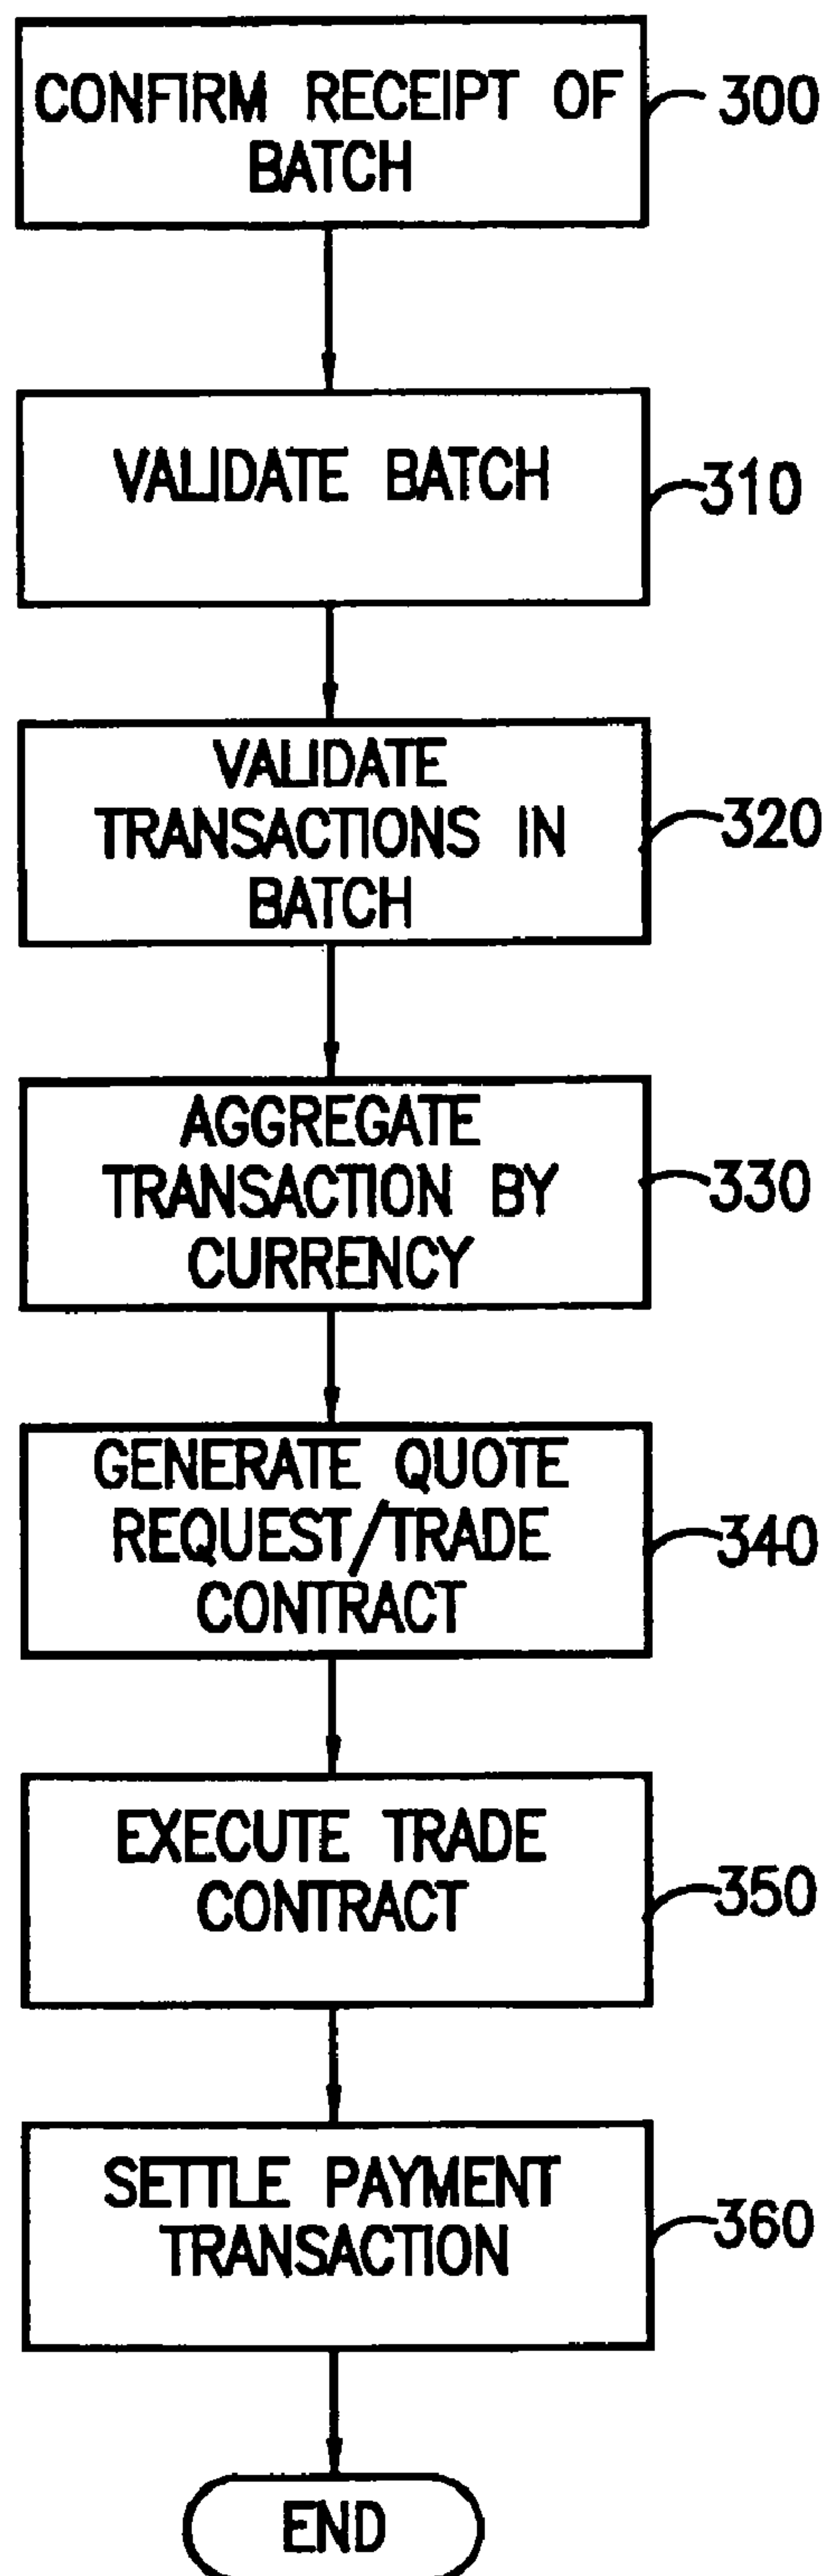 CONFIRM RECEIPT OF
BATCH
300
VALIDATE BATCH
310
VALIDATE
TRANSACTIONS IN
BATCH
320
AGGREGATE
TRANSACTION BY
CURRENCY
330
GENERATE QUOTE
REQUEST/TRADE
CONTRACT
340
EXECUTE TRADE
CONTRACT
350
SETTLE PAYMENT
TRANSACTION
360
END